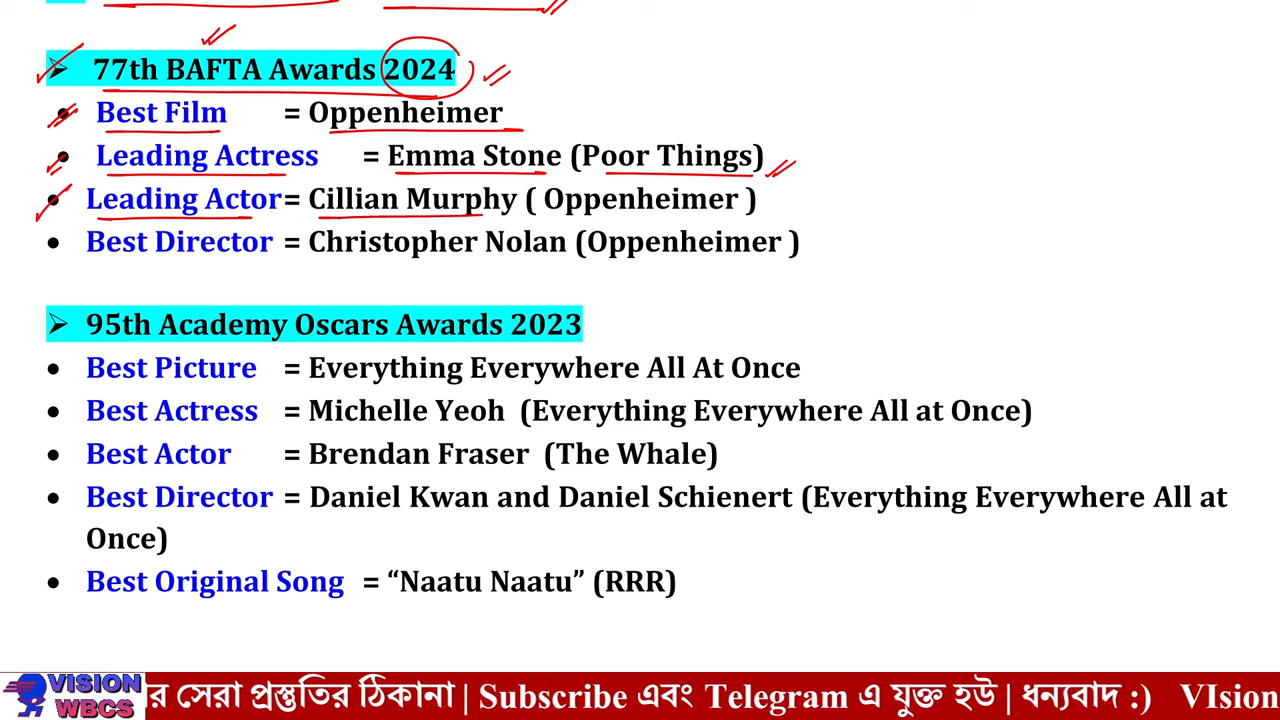 ➢ 77th BAFTA Awards 2024
• Best Film = Oppenheimer
• Leading Actress = Emma Stone (Poor Things)
• Leading Actor= Cillian Murphy ( Oppenheimer )
• Best Director = Christopher Nolan (Oppenheimer )
➢ 95th Academy Oscars Awards 2023
• Best Picture = Everything Everywhere All At Once
• Best Actress = Michelle Yeoh (Everything Everywhere All at Once)
• Best Actor = Brendan Fraser (The Whale)
• Best Director = Daniel Kwan and Daniel Schienert (Everything Everywhere All at
Once)
• Best Original Song = “Naatu Naatu” (RRR)
VISION
WBCS
র সেরা প্রস্তুতির ঠিকানা | Subscribe এবং Telegram এ যুক্ত হউ | ধন্যবাদ :) VIsion